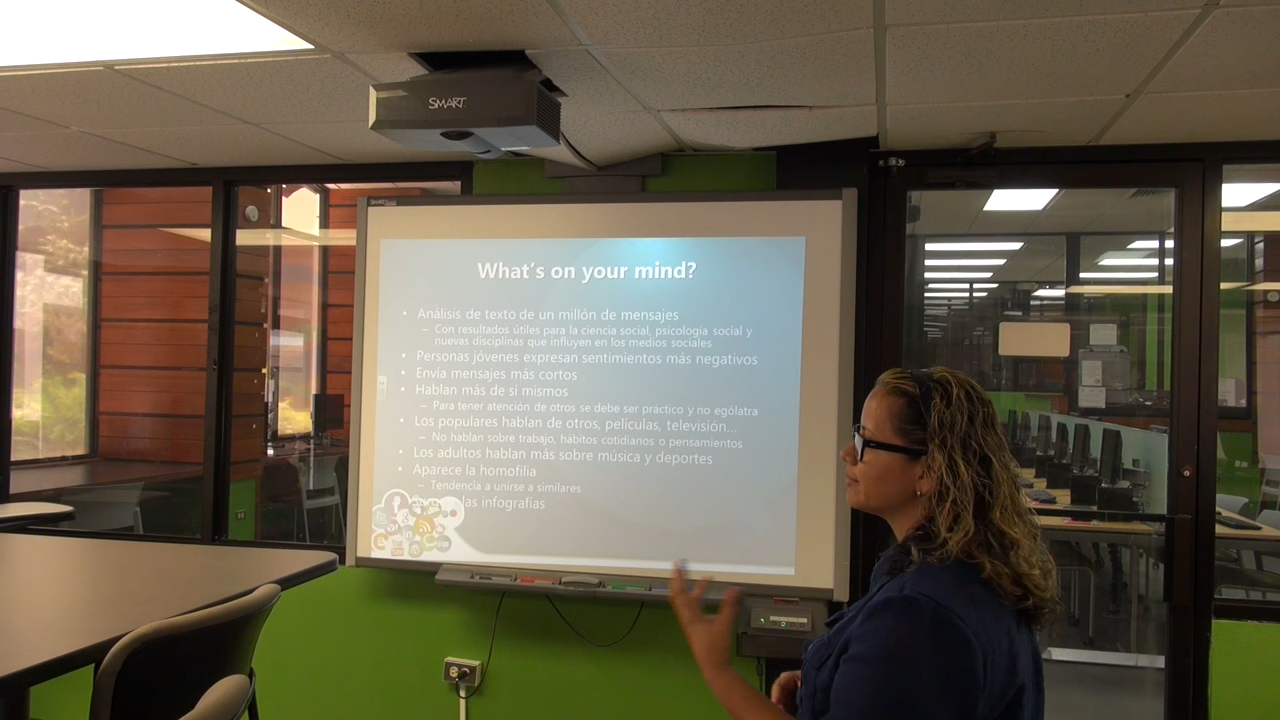 SMART
SMART
What's on your mind?
• Análisis de texto de un millón de mensajes
– Con resultados útiles para la ciencia social, psicología social y
nuevas disciplinas que influyen en los medios sociales
• Personas jóvenes expresan sentimientos más negativos
• Envía mensajes más cortos
• Hablan más de si mismos
– Para tener atención de otros se debe ser práctico y no ególatra
• Los populares hablan de otros, películas, televisión...
– No hablan sobre trabajo, hábitos cotidianos o pensamientos
• Los adultos hablan más sobre música y deportes
• Aparece la homofilia
– Tendencia a unirse a similares
las infografías